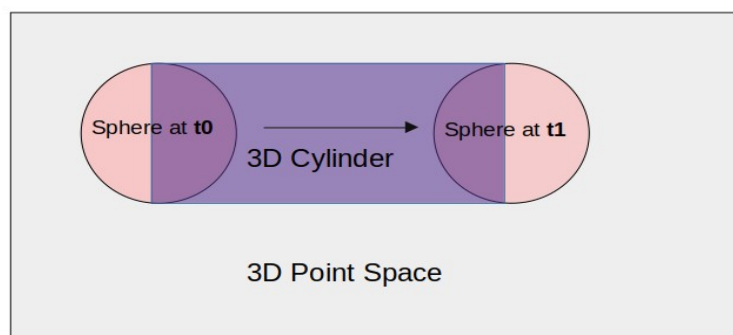 Sphere at t0
Sphere at t1
3D Cylinder
3D Point Space